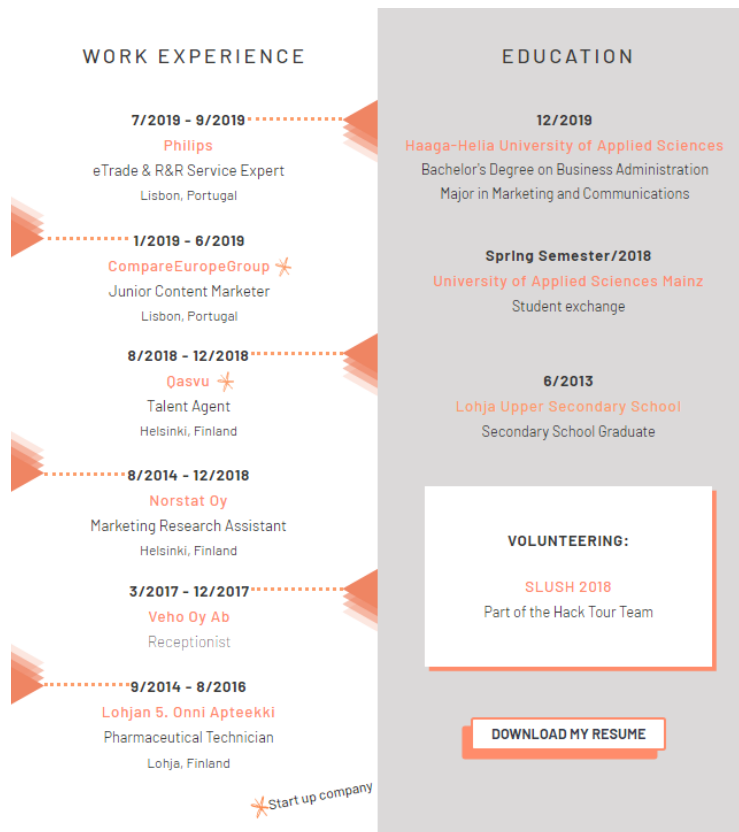 WORK EXPERIENCE
7/2019 - 9/2019
Philips
eTrade & R&R Service Expert
Lisbon, Portugal
1/2019 - 6/2019
CompareEuropeGroup
Junior Content Marketer
Lisbon, Portugal
8/2018 - 12/2018
Qasvu
Talent Agent
Helsinki, Finland
8/2014 - 12/2018
Norstat Oy
Marketing Research Assistant
Helsinki, Finland
3/2017 - 12/2017
Veho Oy Ab
Receptionist
9/2014 - 8/2016
Lohjan 5. Onni Apteekki
Pharmaceutical Technician
Lohja, Finland
Start up company
EDUCATION
12/2019
Haaga-Helia University of Applied Sciences
Bachelor's Degree on Business Administration
Major in Marketing and Communications
Spring Semester/2018
University of Applied Sciences Mainz
Student exchange
6/2013
Lohja Upper Secondary School
Secondary School Graduate
VOLUNTEERING:
SLUSH 2018
Part of the Hack Tour Team
DOWNLOAD MY RESUME